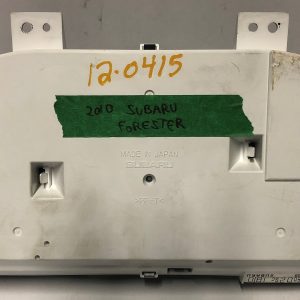 12-0415
2010 SUBARU
FORESTER
MADE IN JAPAN
SUBARU